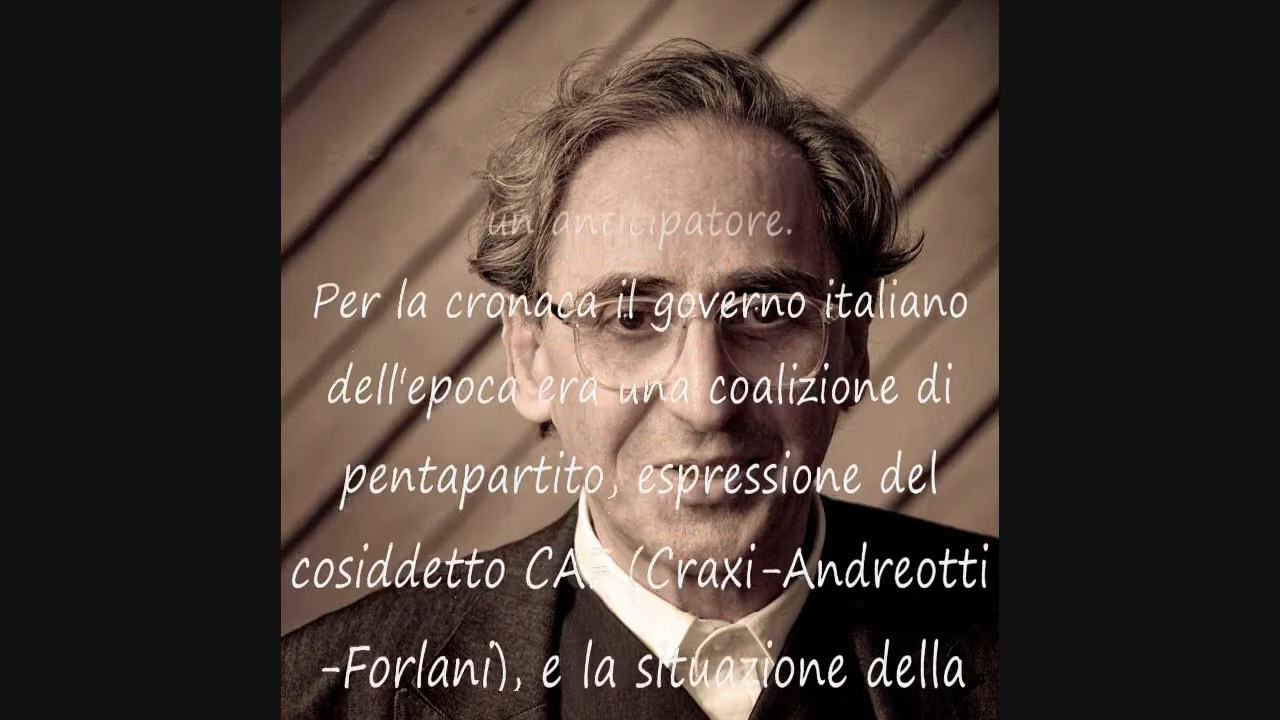 un anticipatore.
Per la cronaca il governo italiano
dell'epoca era una coalizione di
pentapartito, espressione del
cosiddetto CAF (Craxi-Andreotti
-Forlani), e la situazione della